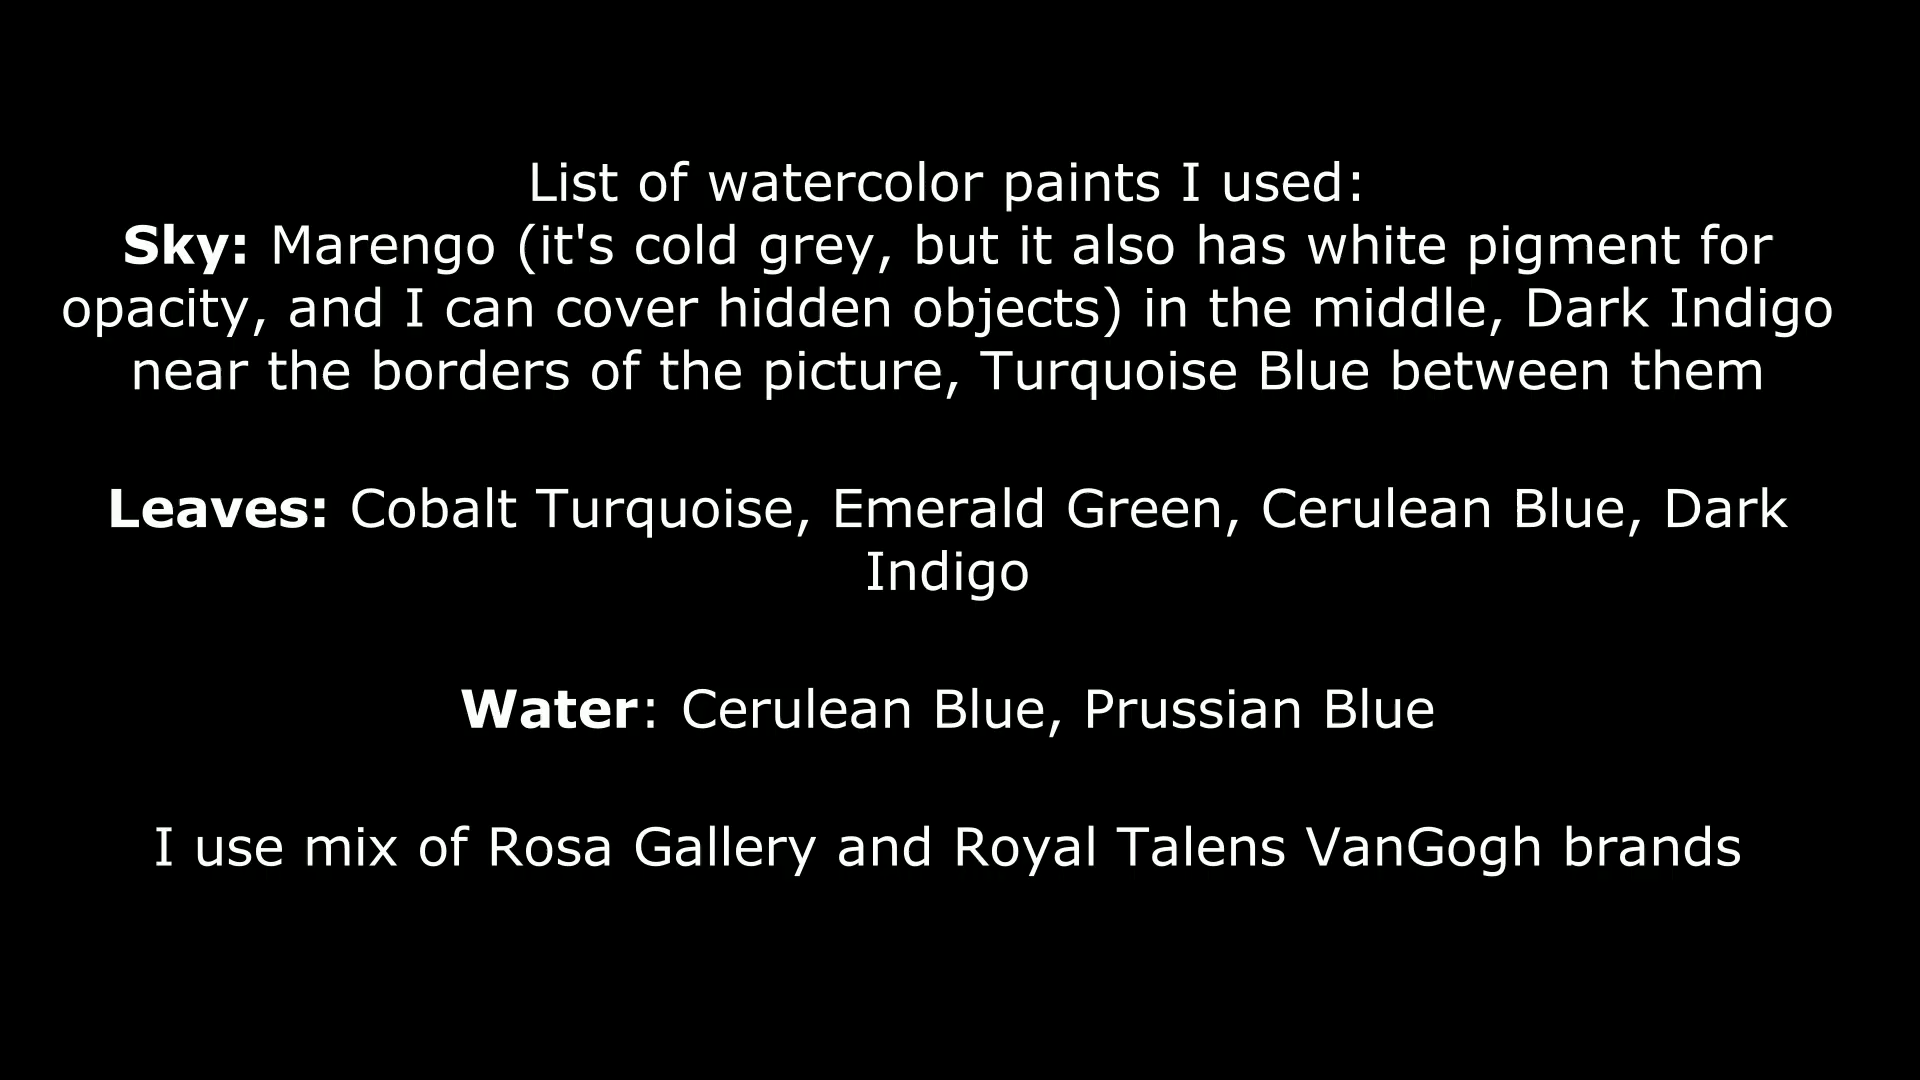 List of watercolor paints I used:
Sky: Marengo (it's cold grey, but it also has white pigment for
opacity, and I can cover hidden objects) in the middle, Dark Indigo
near the borders of the picture, Turquoise Blue between them
Leaves: Cobalt Turquoise, Emerald Green, Cerulean Blue, Dark
Indigo
Water: Cerulean Blue, Prussian Blue
I use mix of Rosa Gallery and Royal Talens VanGogh brands